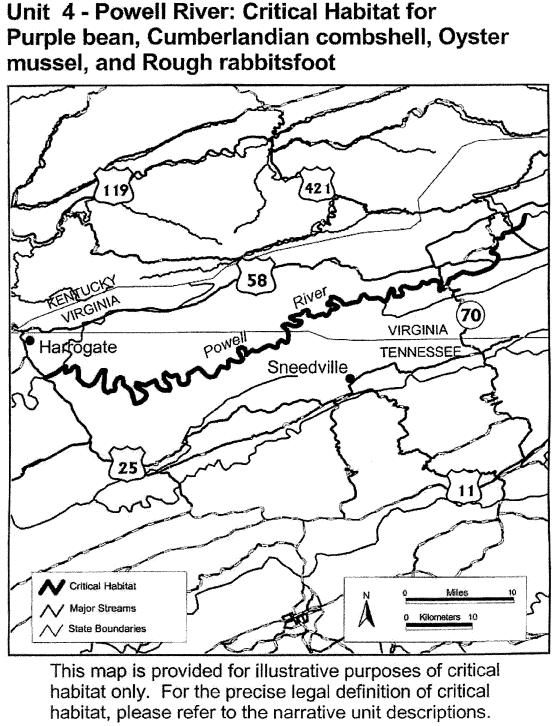 Unit 4 - Powell River: Critical Habitat for
Purple bean, Cumberlandian combshell, Oyster
mussel, and Rough rabbitsfoot
119
421
58
KENTUCKY
VIRGINIA
River
70
Harrogate
Powell
VIRGINIA
TENNESSEE
Sneedville
25
11
Critical Habitat
Major Streams
State Boundaries
N
0 Miles 10
0 Kilometers 10
This map is provided for illustrative purposes of critical
habitat only. For the precise legal definition of critical
habitat, please refer to the narrative unit descriptions.